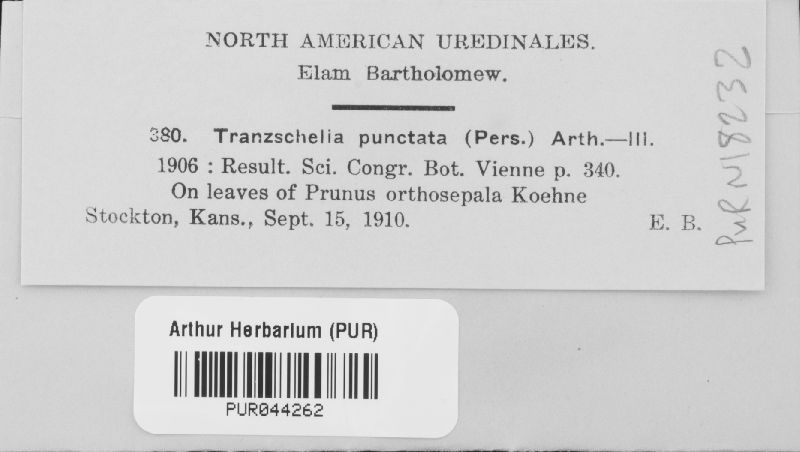 NORTH AMERICAN UREDINALES.
Elam Bartholomew.
380. Tranzschelia punctata (Pers.) Arth.—III.
1906 : Result. Sci. Congr. Bot. Vienne p. 340.
On leaves of Prunus orthosepala Koehne
Stockton, Kans., Sept. 15, 1910.
E. B.
PUR N18232
Arthur Herbarium (PUR)
PUR044262